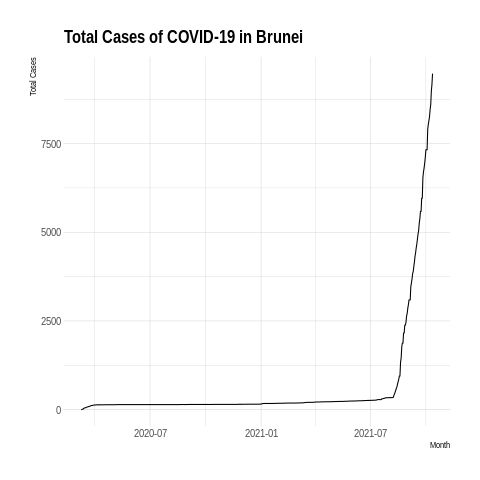 Total Cases of COVID-19 in Brunei
Total Cases
7500
5000
2500
0
2020-07 2021-01 2021-07
Month